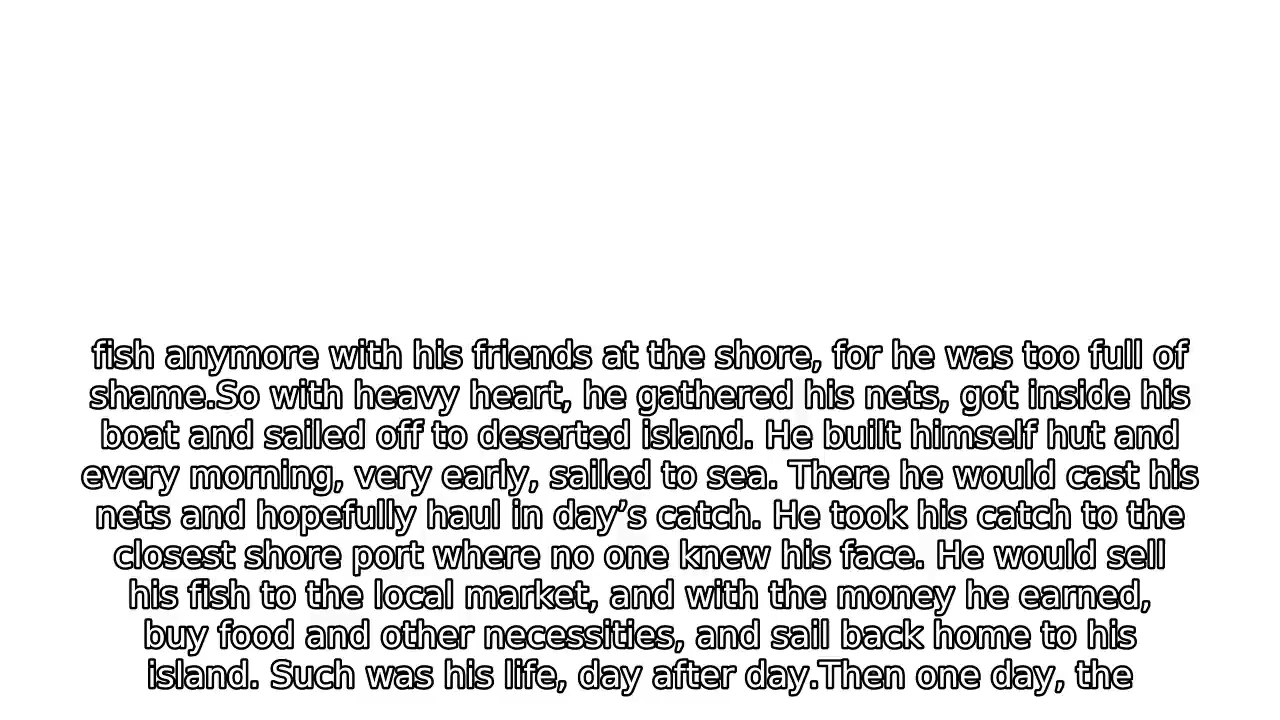 fish anymore with his friends at the shore, for he was too full of
shame.So with heavy heart, he gathered his nets, got inside his
boat and sailed off to deserted island. He built himself hut and
every morning, very early, sailed to sea. There he would cast his
nets and hopefully haul in day’s catch. He took his catch to the
closest shore port where no one knew his face. He would sell
his fish to the local market, and with the money he earned,
buy food and other necessities, and sail back home to his
island. Such was his life, day after day.Then one day, the